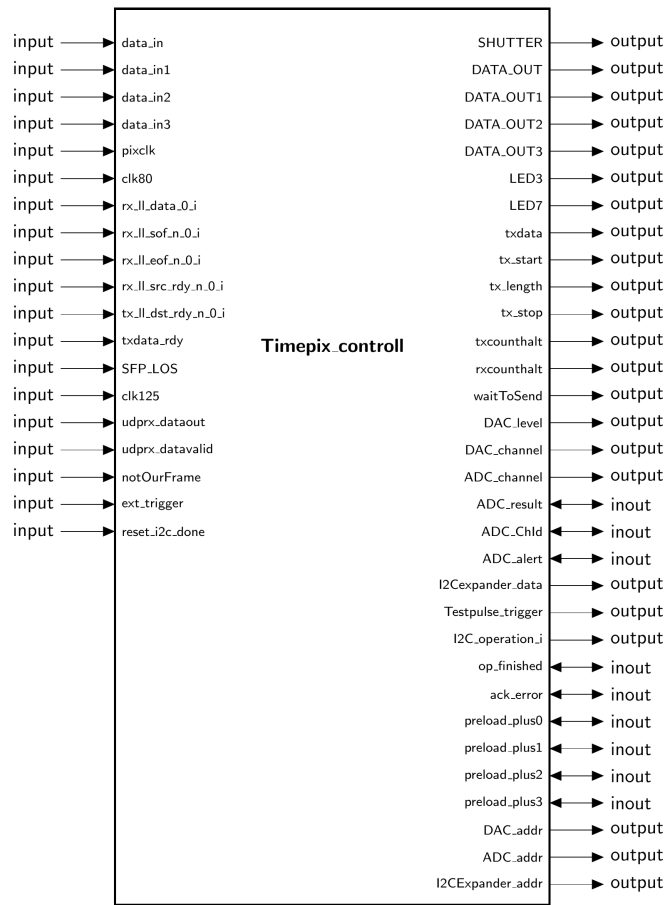 input data_in SHUTTER output
input data_in1 DATA_OUT output
input data_in2 DATA_OUT1 output
input data_in3 DATA_OUT2 output
input pixclk DATA_OUT3 output
input clk80 LED3 output
input rx_ll_data_0_i LED7 output
input rx_ll_sof_n_0_i txdata output
input rx_ll_eof_n_0_i tx_start output
input rx_ll_src_rdy_n_0_i tx_length output
input tx_ll_dst_rdy_n_0_i tx_stop output
input txdata_rdy Timepix_controll txcounthalt output
input SFP_LOS rxcounthalt output
input clk125 waitToSend output
input udprx_dataout DAC_level output
input udprx_datavalid DAC_channel output
input notOurFrame ADC_channel output
input ext_trigger ADC_result inout
input reset_i2c_done ADC_ChId inout
ADC_alert inout
I2Cexpander_data output
Testpulse_trigger output
I2C_operation_i output
op_finished inout
ack_error inout
preload_plus0 inout
preload_plus1 inout
preload_plus2 inout
preload_plus3 inout
DAC_addr output
ADC_addr output
I2CExpander_addr output